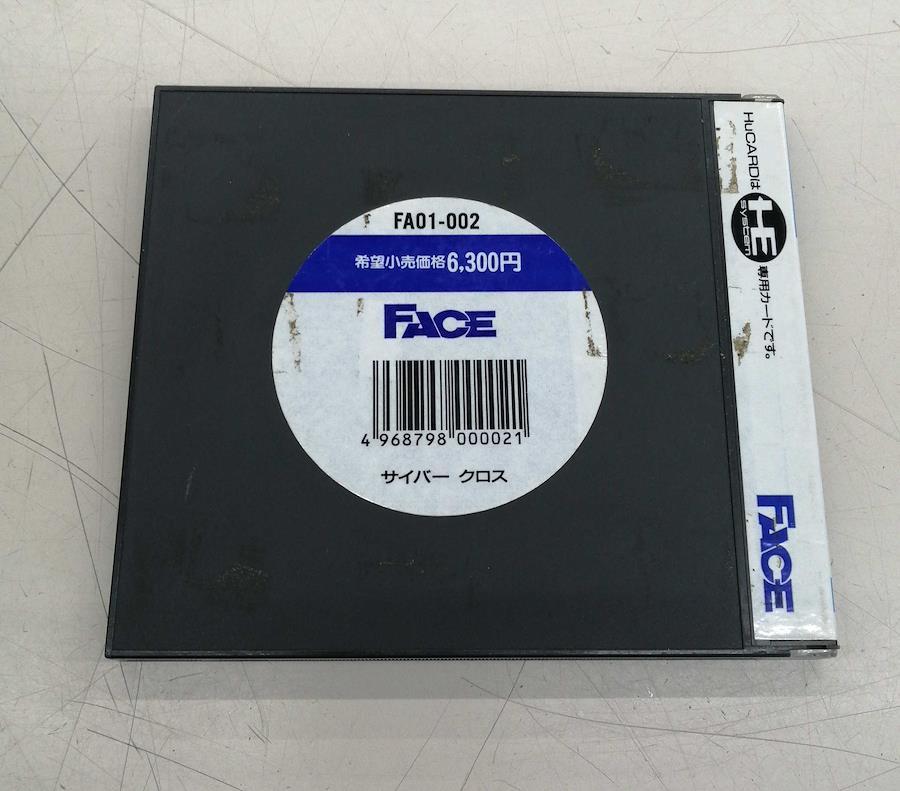 FA01-002
希望小売価格6,300円
FACE
4 968798 000021
サイバー クロス
HuCARDは HE system 専用カードです。
FACE